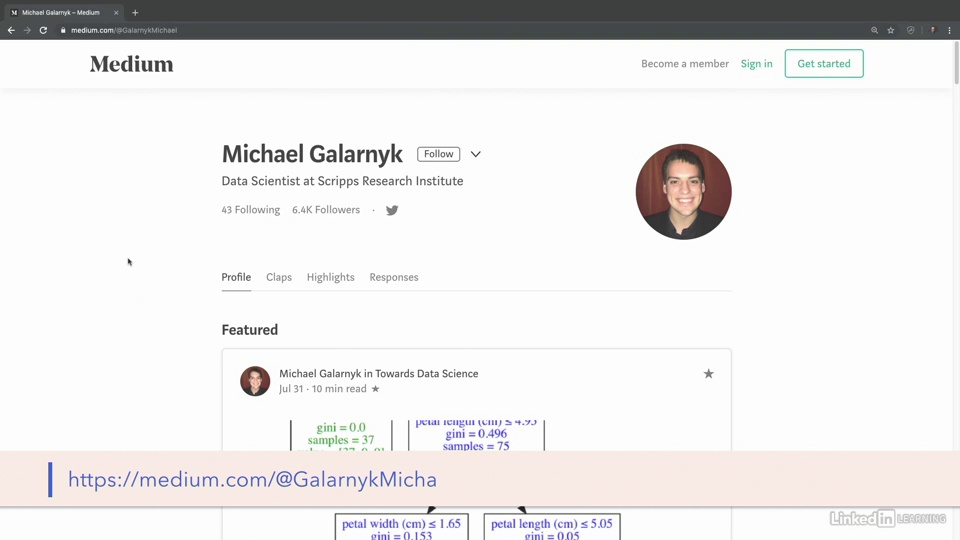 Michael Galarnyk – Medium
medium.com/@GalarnykMichael
Medium
Become a member Sign in Get started
Michael Galarnyk Follow
Data Scientist at Scripps Research Institute
43 Following 6.4K Followers ·
Profile Claps Highlights Responses
Featured
Michael Galarnyk in Towards Data Science
Jul 31 · 10 min read ★
gini = 0.0
samples = 37
petal length (cm) ≤ 4.95
gini = 0.496
samples = 75
https://medium.com/@GalarnykMicha
petal width (cm) ≤ 1.65
gini = 0.153
petal length (cm) ≤ 5.05
gini = 0.05
Linked in LEARNING